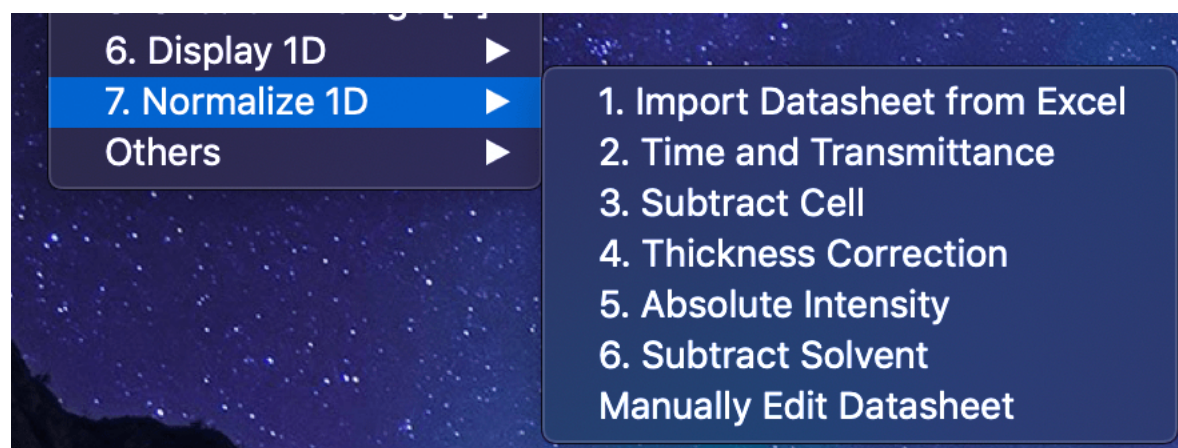 6. Display 1D
7. Normalize 1D
Others
1. Import Datasheet from Excel
2. Time and Transmittance
3. Subtract Cell
4. Thickness Correction
5. Absolute Intensity
6. Subtract Solvent
Manually Edit Datasheet